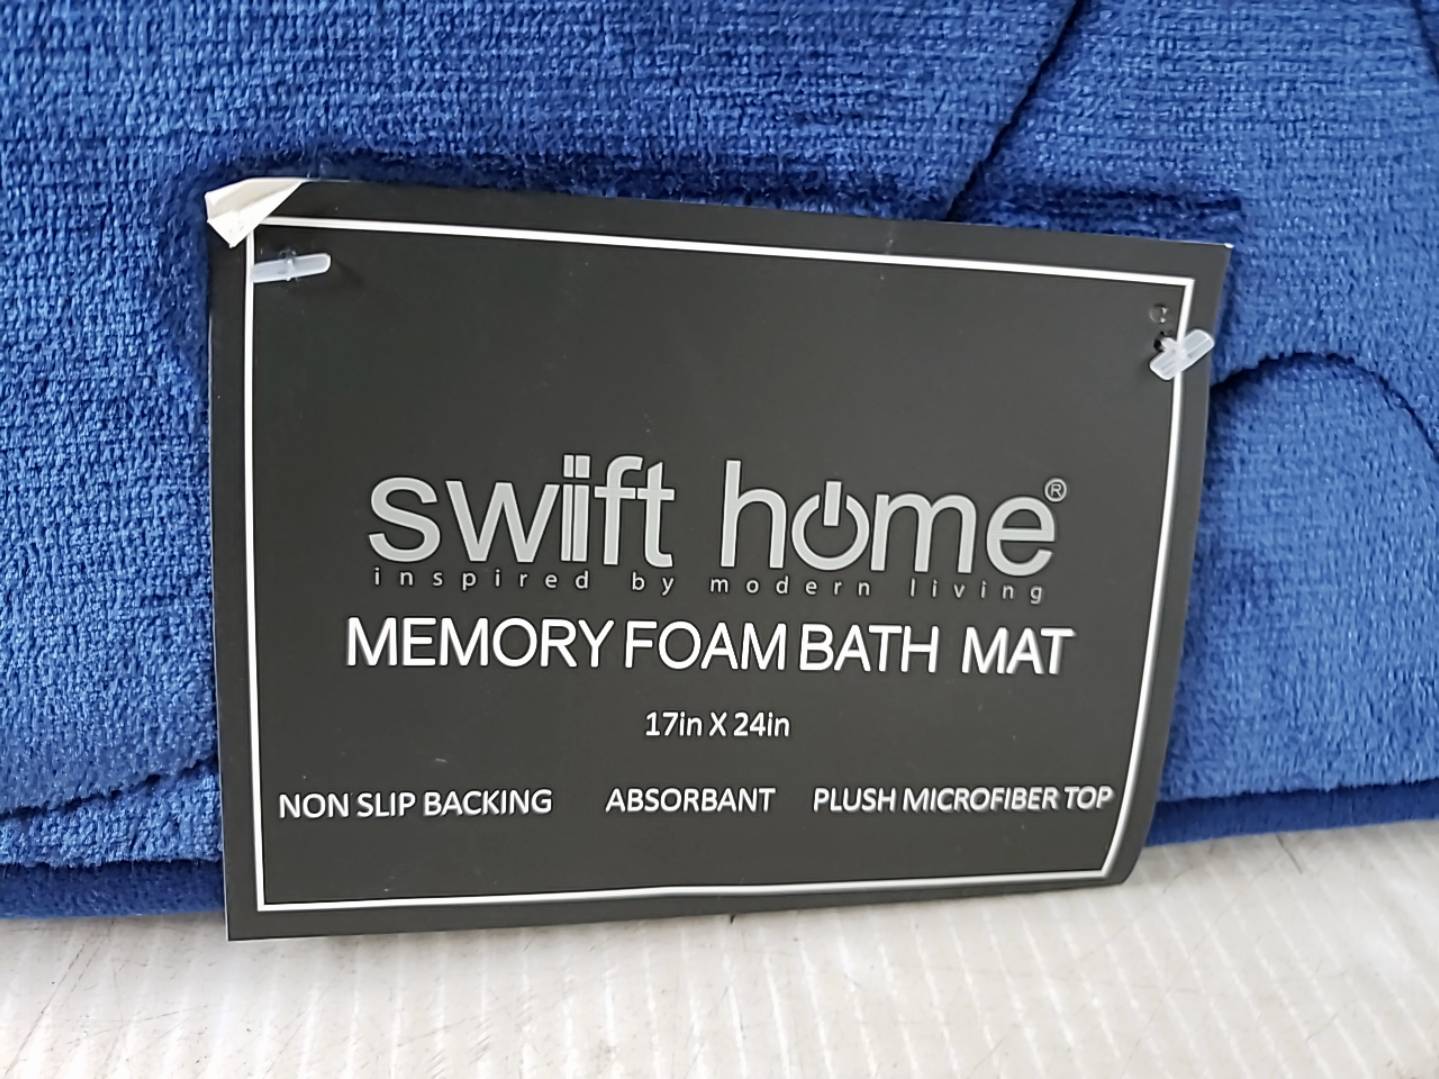 swift home®
inspired by modern living
MEMORY FOAM BATH MAT
17in X 24in
NON SLIP BACKING ABSORBANT PLUSH MICROFIBER TOP